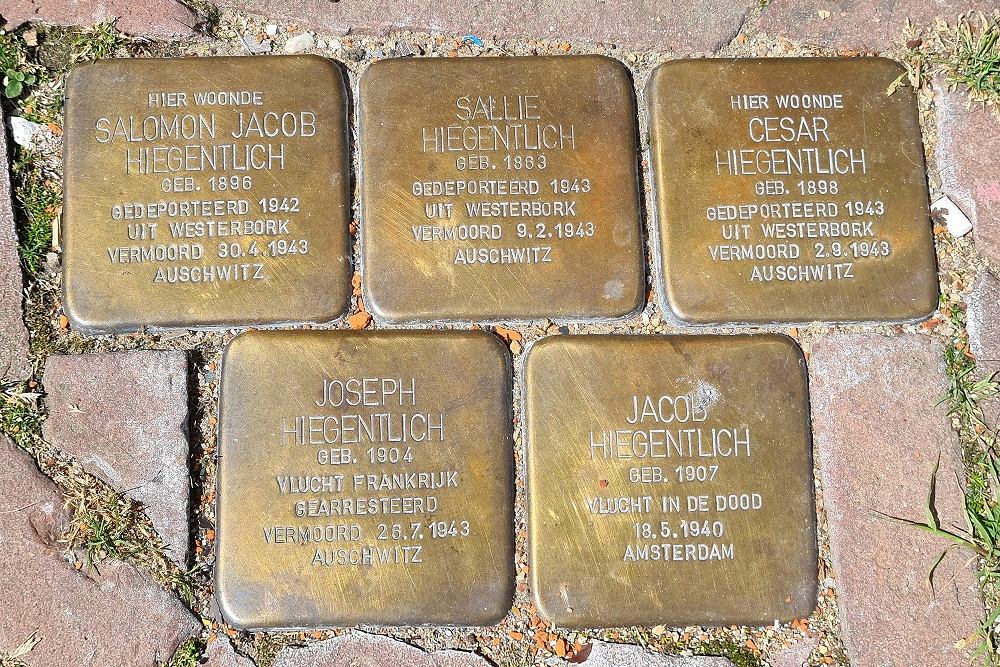 HIER WOONDE
SALOMON JACOB
HIEGENTLICH
GEB. 1896
GEDEPORTEERD 1942
UIT WESTERBORK
VERMOORD 30.4.1943
AUSCHWITZ
SALLIE
HIEGENTLICH
GEB. 1863
GEDEPORTEERD 1943
UIT WESTERBORK
VERMOORD 9.2.1943
AUSCHWITZ
HIER WOONDE
CESAR
HIEGENTLICH
GEB. 1898
GEDEPORTEERD 1943
UIT WESTERBORK
VERMOORD 2.9.1943
AUSCHWITZ
JOSEPH
HIEGENTLICH
GEB. 1904
VLUCHT FRANKRIJK
GEARRESTEERD
VERMOORD 26.7.1943
AUSCHWITZ
JACOB
HIEGENTLICH
GEB. 1907
VLUCHT IN DE DOOD
18.5.1940
AMSTERDAM